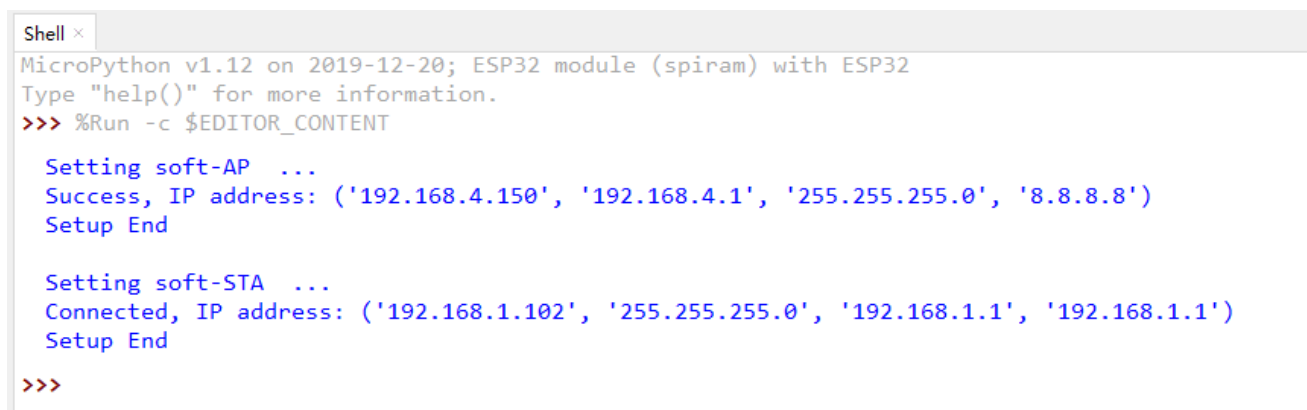 Shell ×
MicroPython v1.12 on 2019-12-20; ESP32 module (spiram) with ESP32
Type "help()" for more information.
>>> %Run -c $EDITOR_CONTENT
Setting soft-AP  ...
Success, IP address: ('192.168.4.150', '192.168.4.1', '255.255.255.0', '8.8.8.8')
Setup End
Setting soft-STA  ...
Connected, IP address: ('192.168.1.102', '255.255.255.0', '192.168.1.1', '192.168.1.1')
Setup End
>>>